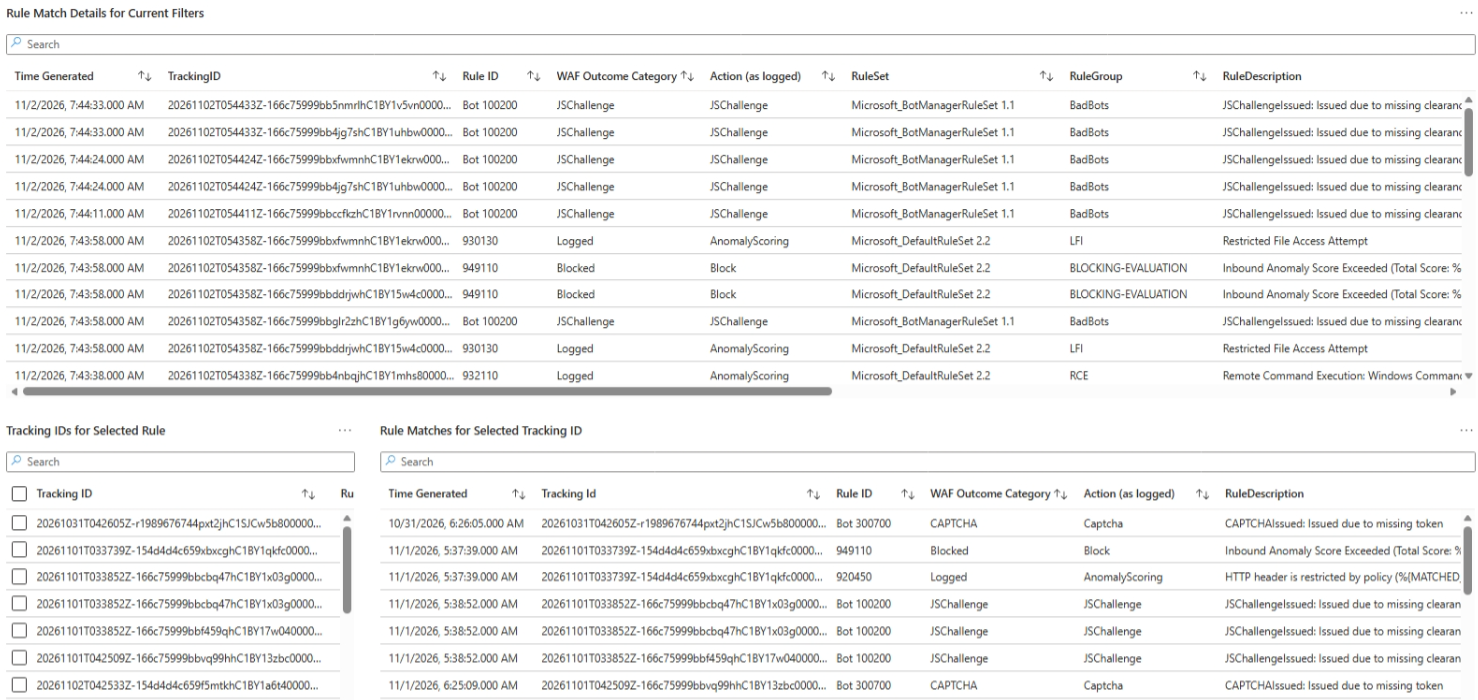 Rule Match Details for Current Filters ...
Search
Time Generated TrackingID Rule ID WAF Outcome Category Action (as logged) RuleSet RuleGroup RuleDescription
11/2/2026, 7:44:33.000 AM 20261102T054433Z-166c75999bb5nmrlhC1BY1v5vn0000... Bot 100200 JSChallenge JSChallenge Microsoft_BotManagerRuleSet 1.1 BadBots JSChallengeIssued: Issued due to missing clearanc
11/2/2026, 7:44:33.000 AM 20261102T054433Z-166c75999bb4jg7shC1BY1uhbw0000... Bot 100200 JSChallenge JSChallenge Microsoft_BotManagerRuleSet 1.1 BadBots JSChallengeIssued: Issued due to missing clearanc
11/2/2026, 7:44:24.000 AM 20261102T054424Z-166c75999bbxfwmnhC1BY1ekrw000... Bot 100200 JSChallenge JSChallenge Microsoft_BotManagerRuleSet 1.1 BadBots JSChallengeIssued: Issued due to missing clearanc
11/2/2026, 7:44:24.000 AM 20261102T054424Z-166c75999bb4jg7shC1BY1uhbw0000... Bot 100200 JSChallenge JSChallenge Microsoft_BotManagerRuleSet 1.1 BadBots JSChallengeIssued: Issued due to missing clearanc
11/2/2026, 7:44:11.000 AM 20261102T054411Z-166c75999bbccfkzhC1BY1rvnn00000... Bot 100200 JSChallenge JSChallenge Microsoft_BotManagerRuleSet 1.1 BadBots JSChallengeIssued: Issued due to missing clearanc
11/2/2026, 7:43:58.000 AM 20261102T054358Z-166c75999bbxfwmnhC1BY1ekrw000... 930130 Logged AnomalyScoring Microsoft_DefaultRuleSet 2.2 LFI Restricted File Access Attempt
11/2/2026, 7:43:58.000 AM 20261102T054358Z-166c75999bbxfwmnhC1BY1ekrw000... 949110 Blocked Block Microsoft_DefaultRuleSet 2.2 BLOCKING-EVALUATION Inbound Anomaly Score Exceeded (Total Score: %
11/2/2026, 7:43:58.000 AM 20261102T054358Z-166c75999bbddrjwhC1BY15w4c0000... 949110 Blocked Block Microsoft_DefaultRuleSet 2.2 BLOCKING-EVALUATION Inbound Anomaly Score Exceeded (Total Score: %
11/2/2026, 7:43:58.000 AM 20261102T054358Z-166c75999bbglr2zhC1BY1g6yw0000... Bot 100200 JSChallenge JSChallenge Microsoft_BotManagerRuleSet 1.1 BadBots JSChallengeIssued: Issued due to missing clearanc
11/2/2026, 7:43:58.000 AM 20261102T054358Z-166c75999bbddrjwhC1BY15w4c0000... 930130 Logged AnomalyScoring Microsoft_DefaultRuleSet 2.2 LFI Restricted File Access Attempt
11/2/2026, 7:43:38.000 AM 20261102T054338Z-166c75999bb4nbqjhC1BY1mhs80000... 932110 Logged AnomalyScoring Microsoft_DefaultRuleSet 2.2 RCE Remote Command Execution: Windows Comman
Tracking IDs for Selected Rule ...
Search
Tracking ID Ru
20261031T042605Z-r1989676744pxt2jhC1SJCw5b800000...
20261101T033739Z-154d4d4c659xbxcghC1BY1qkfc0000...
20261101T033852Z-166c75999bbcbq47hC1BY1x03g0000...
20261101T033852Z-166c75999bbcbq47hC1BY1x03g0000...
20261101T033852Z-166c75999bbf459qhC1BY17w040000...
20261101T042509Z-166c75999bbvq99hhC1BY13zbc0000...
20261102T042533Z-154d4d4c659f5mtkhC1BY1a6t40000...
Rule Matches for Selected Tracking ID ...
Search
Time Generated Tracking Id Rule ID WAF Outcome Category Action (as logged) RuleDescription
10/31/2026, 6:26:05.000 AM 20261031T042605Z-r1989676744pxt2jhC1SJCw5b800000... Bot 300700 CAPTCHA Captcha CAPTCHAIssued: Issued due to missing token
11/1/2026, 5:37:39.000 AM 20261101T033739Z-154d4d4c659xbxcghC1BY1qkfc0000... 949110 Blocked Block Inbound Anomaly Score Exceeded (Total Score: %
11/1/2026, 5:37:39.000 AM 20261101T033739Z-154d4d4c659xbxcghC1BY1qkfc0000... 920450 Logged AnomalyScoring HTTP header is restricted by policy (%{MATCHED_
11/1/2026, 5:38:52.000 AM 20261101T033852Z-166c75999bbcbq47hC1BY1x03g0000... Bot 100200 JSChallenge JSChallenge JSChallengeIssued: Issued due to missing clearan
11/1/2026, 5:38:52.000 AM 20261101T033852Z-166c75999bbcbq47hC1BY1x03g0000... Bot 100200 JSChallenge JSChallenge JSChallengeIssued: Issued due to missing clearan
11/1/2026, 5:38:52.000 AM 20261101T033852Z-166c75999bbf459qhC1BY17w040000... Bot 100200 JSChallenge JSChallenge JSChallengeIssued: Issued due to missing clearan
11/1/2026, 6:25:09.000 AM 20261101T042509Z-166c75999bbvq99hhC1BY13zbc0000... Bot 300700 CAPTCHA Captcha CAPTCHAIssued: Issued due to missing token